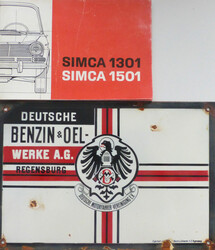 SIMCA 1301
SIMCA 1501
DEUTSCHE
BENZIN & OEL-
WERKE A.G.
REGENSBURG